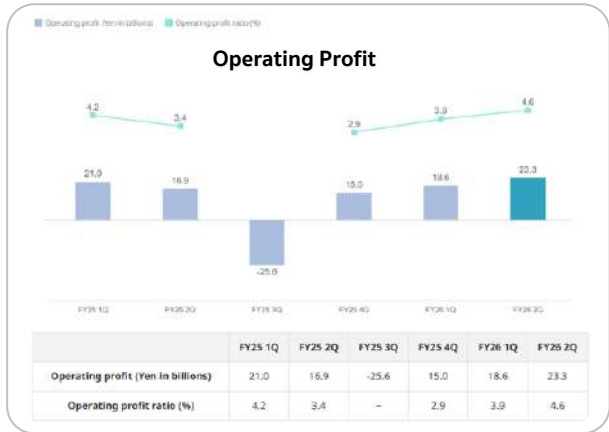 Operating profit (Yen in billions) Operating profit ratio (%)
Operating Profit
4.2 3.4 2.9 3.9 4.6
21.0 16.9 -25.6 15.0 18.6 23.3
FY25 1Q FY25 2Q FY25 3Q FY25 4Q FY26 1Q FY26 2Q
FY25 1Q FY25 2Q FY25 3Q FY25 4Q FY26 1Q FY26 2Q
Operating profit (Yen in billions) 21.0 16.9 -25.6 15.0 18.6 23.3
Operating profit ratio (%) 4.2 3.4 – 2.9 3.9 4.6